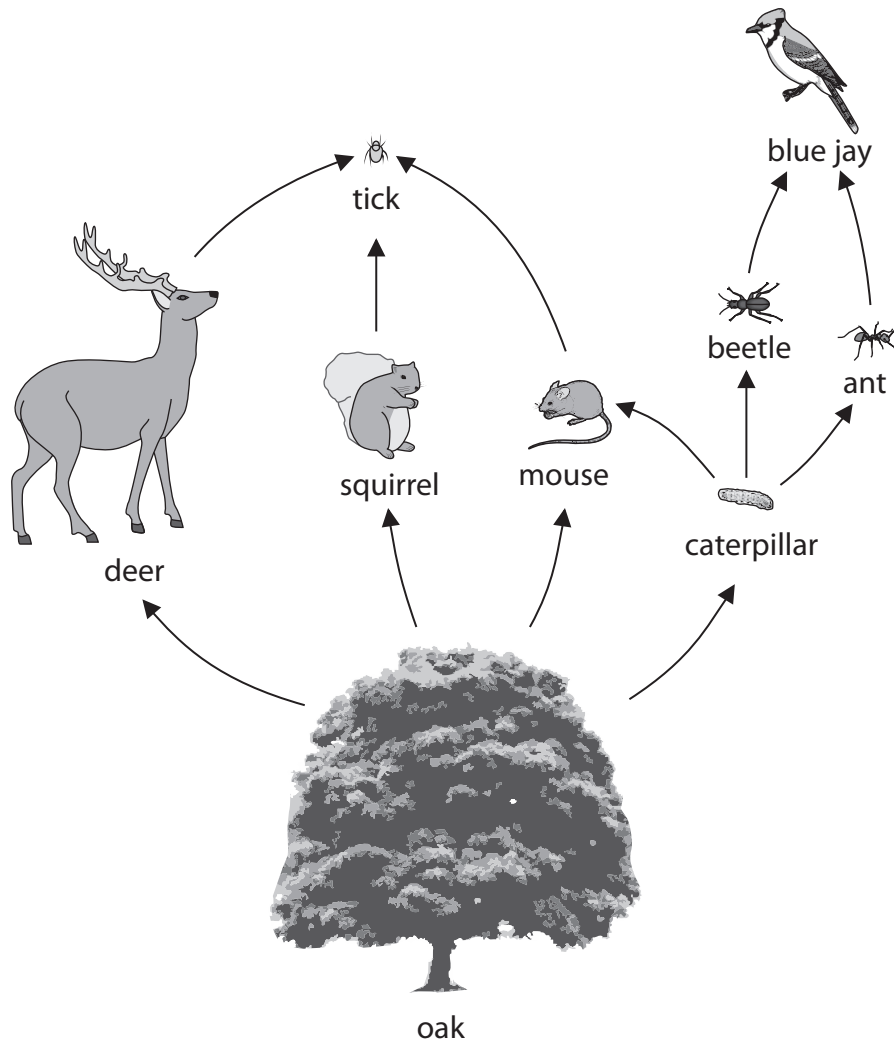 blue jay
tick
beetle
ant
squirrel
mouse
caterpillar
deer
oak